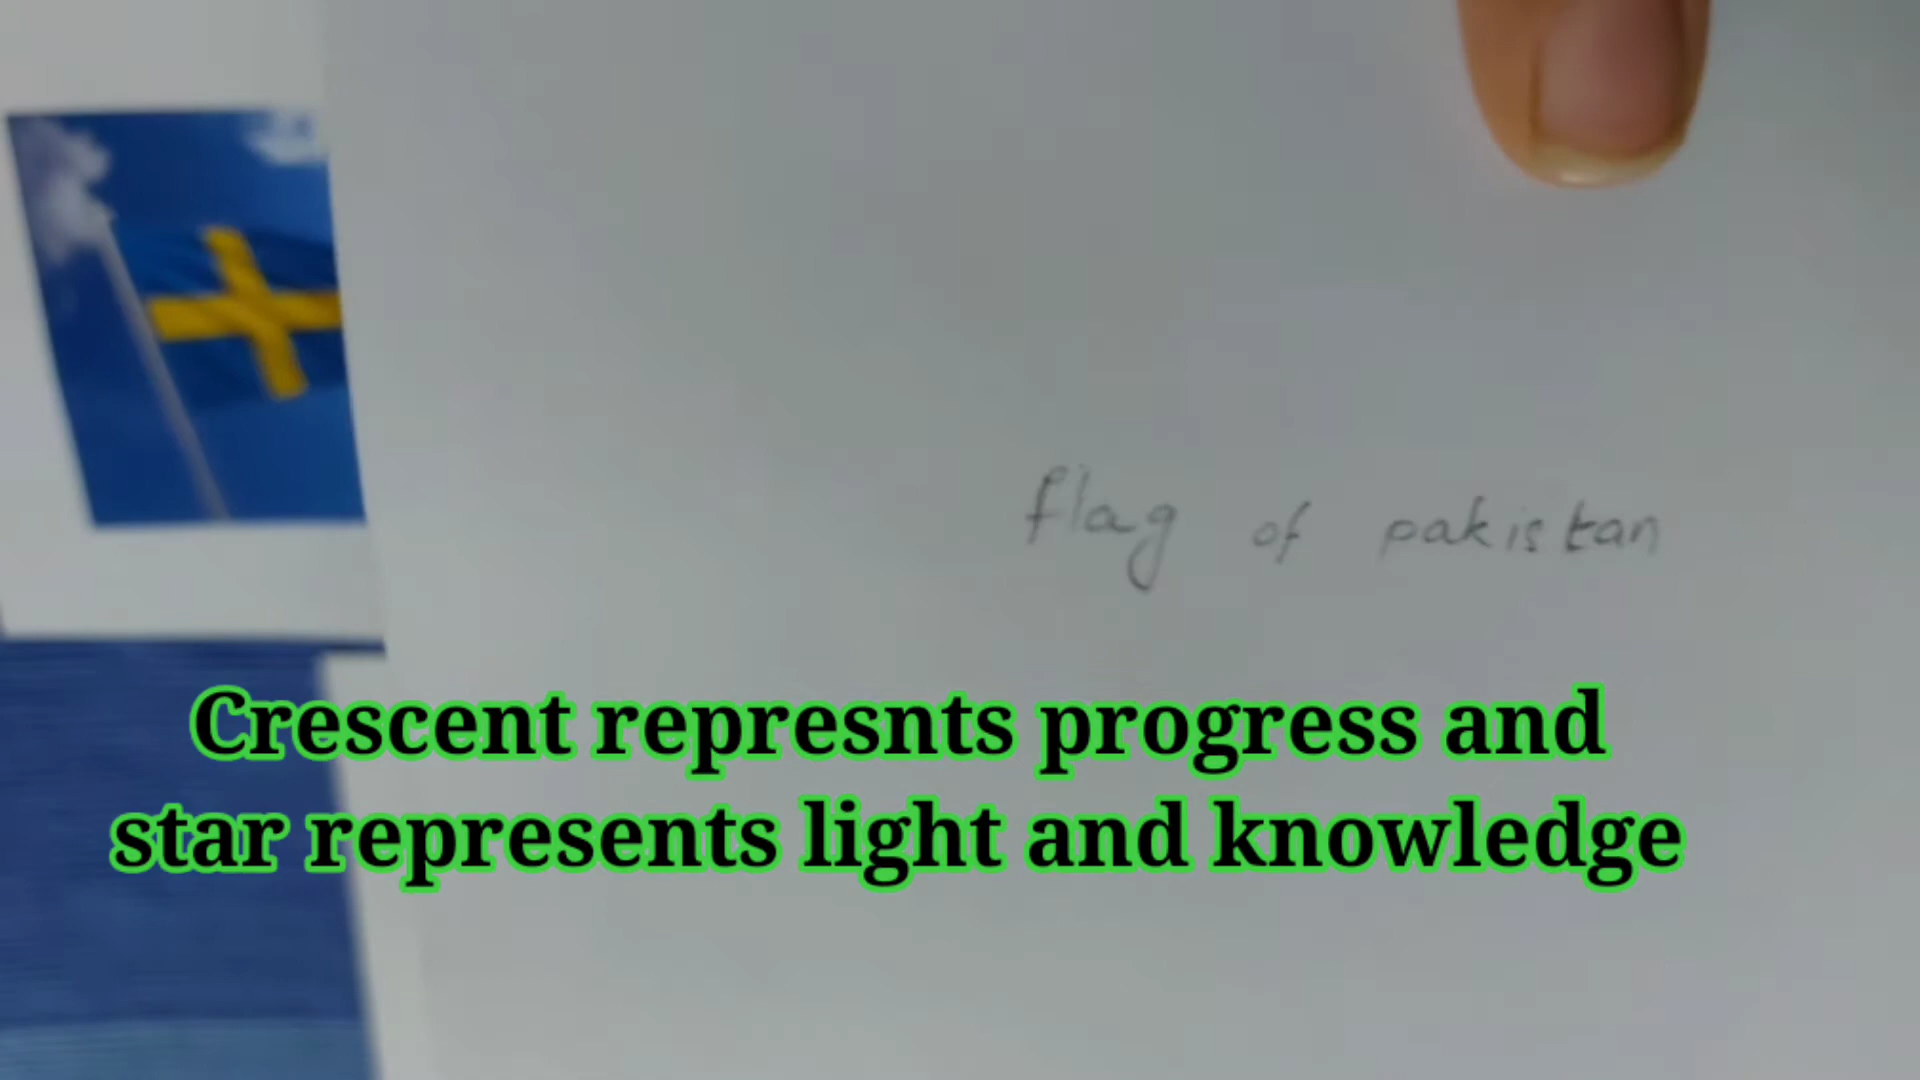 flag of pakistan
Crescent represnts progress and
star represents light and knowledge